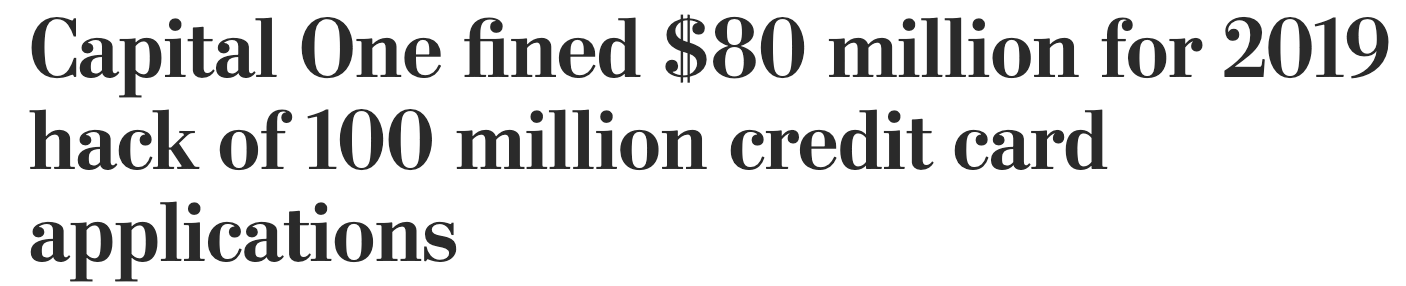 Capital One fined $80 million for 2019
hack of 100 million credit card
applications